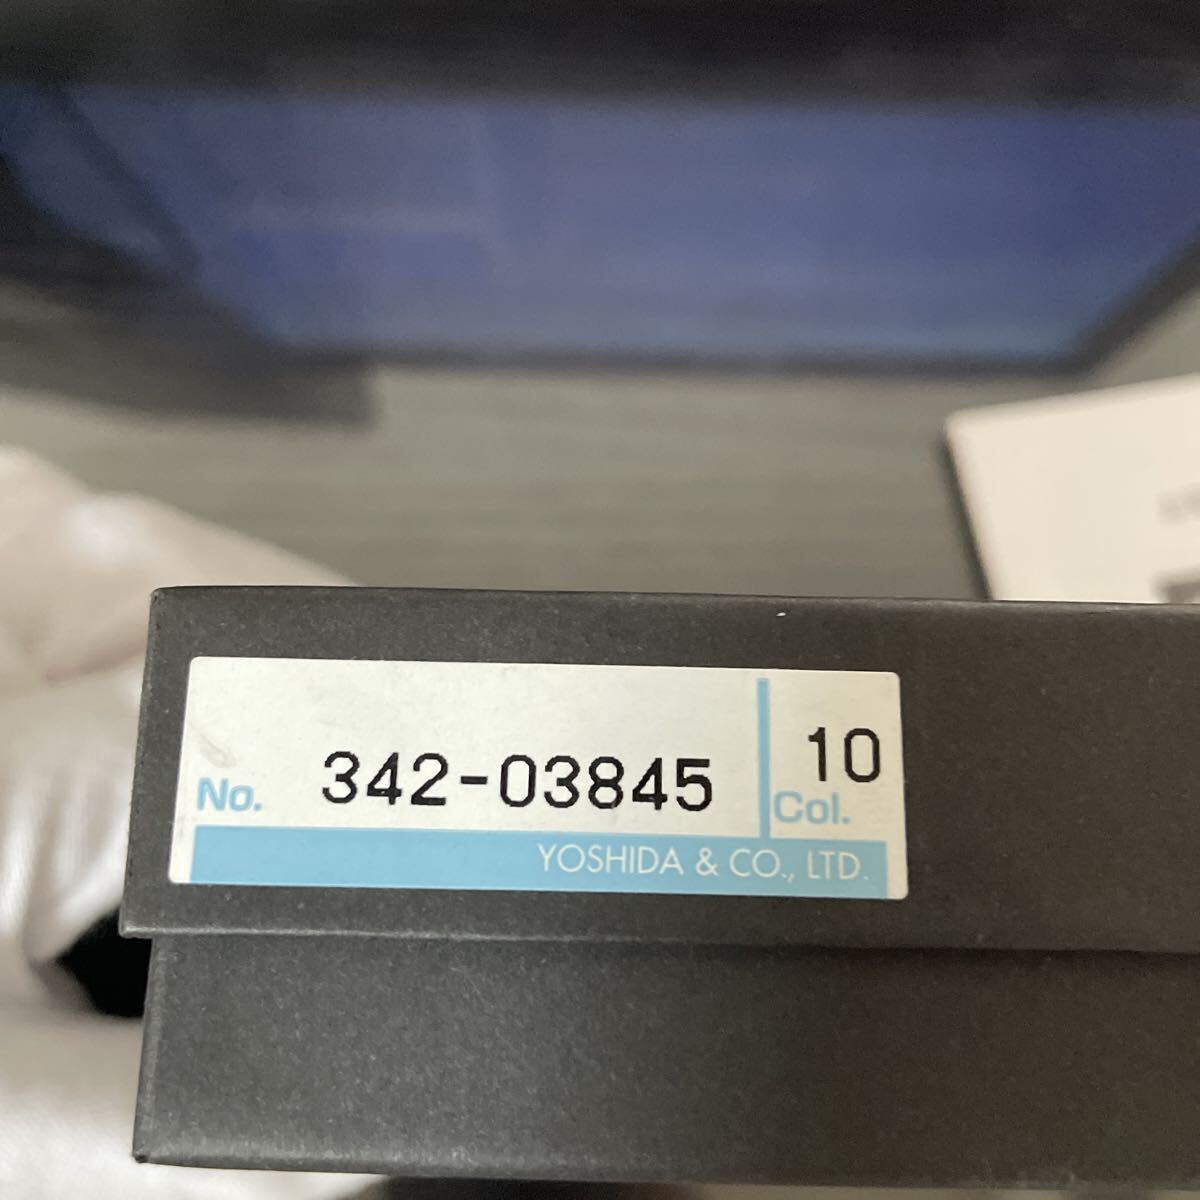 No. 342-03845
Col. 10
YOSHIDA & CO., LTD.